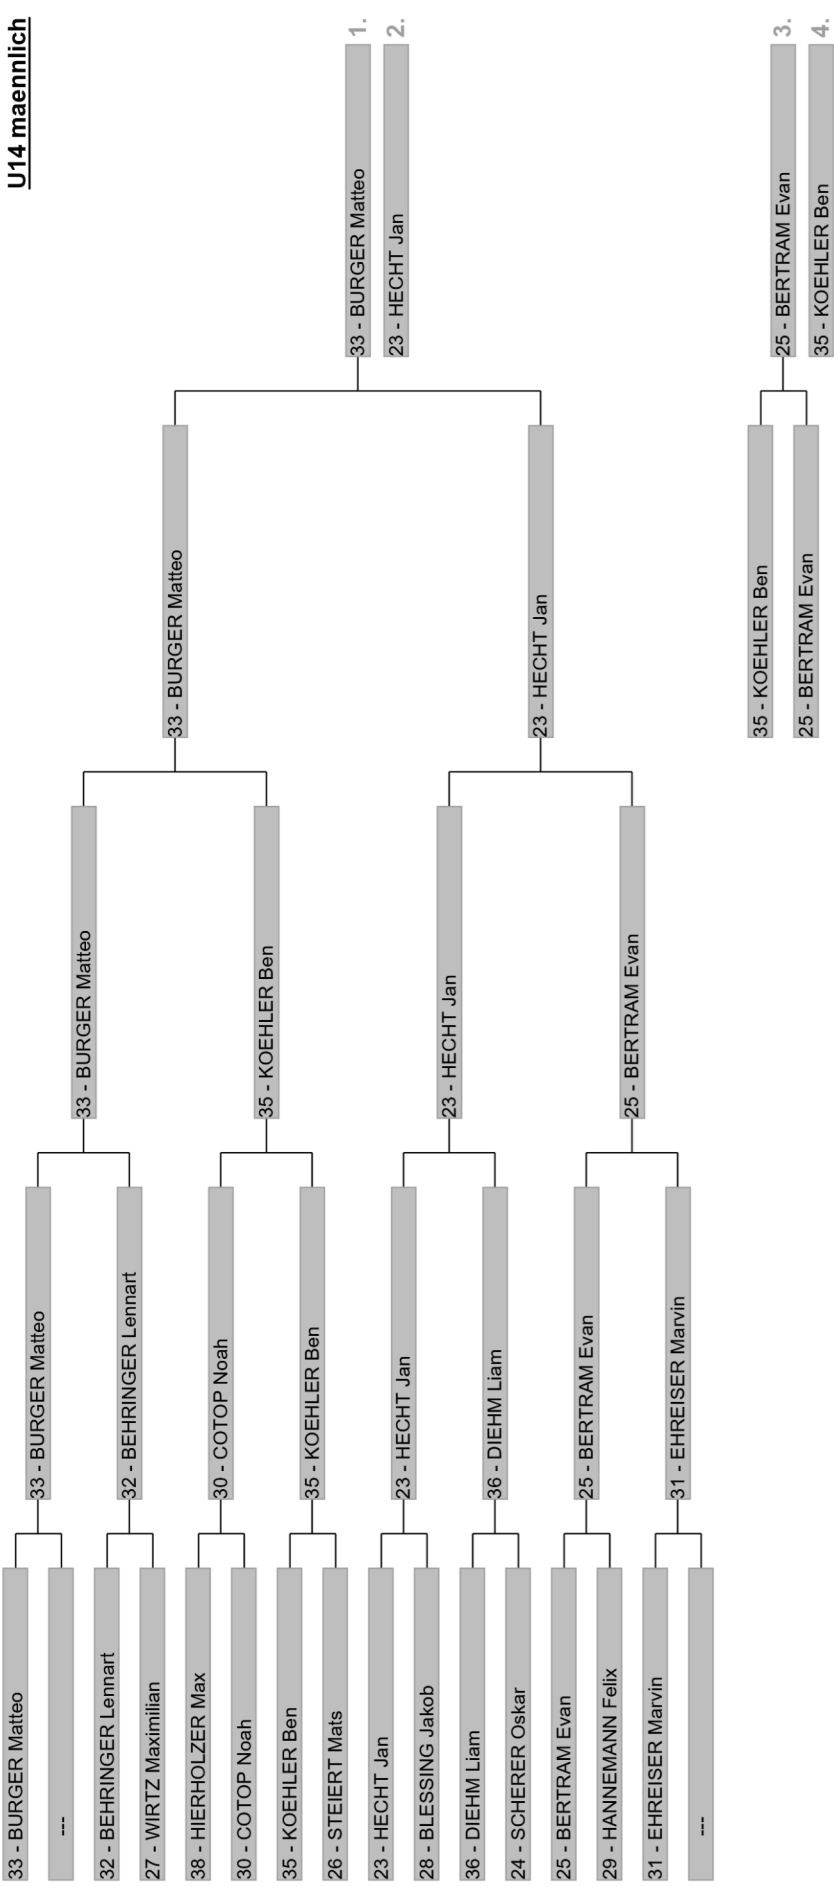 U14 maennlich
33 - BURGER Matteo
---
32 - BEHRINGER Lennart
27 - WIRTZ Maximilian
38 - HIERHOLZER Max
30 - COTOP Noah
35 - KOEHLER Ben
26 - STEIERT Mats
23 - HECHT Jan
28 - BLESSING Jakob
36 - DIEHM Liam
24 - SCHERER Oskar
25 - BERTRAM Evan
29 - HANNEMANN Felix
31 - EHREISER Marvin
---
33 - BURGER Matteo
32 - BEHRINGER Lennart
30 - COTOP Noah
35 - KOEHLER Ben
23 - HECHT Jan
36 - DIEHM Liam
25 - BERTRAM Evan
31 - EHREISER Marvin
33 - BURGER Matteo
35 - KOEHLER Ben
23 - HECHT Jan
25 - BERTRAM Evan
33 - BURGER Matteo
23 - HECHT Jan
35 - KOEHLER Ben
25 - BERTRAM Evan
33 - BURGER Matteo 1.
23 - HECHT Jan 2.
25 - BERTRAM Evan 3.
35 - KOEHLER Ben 4.